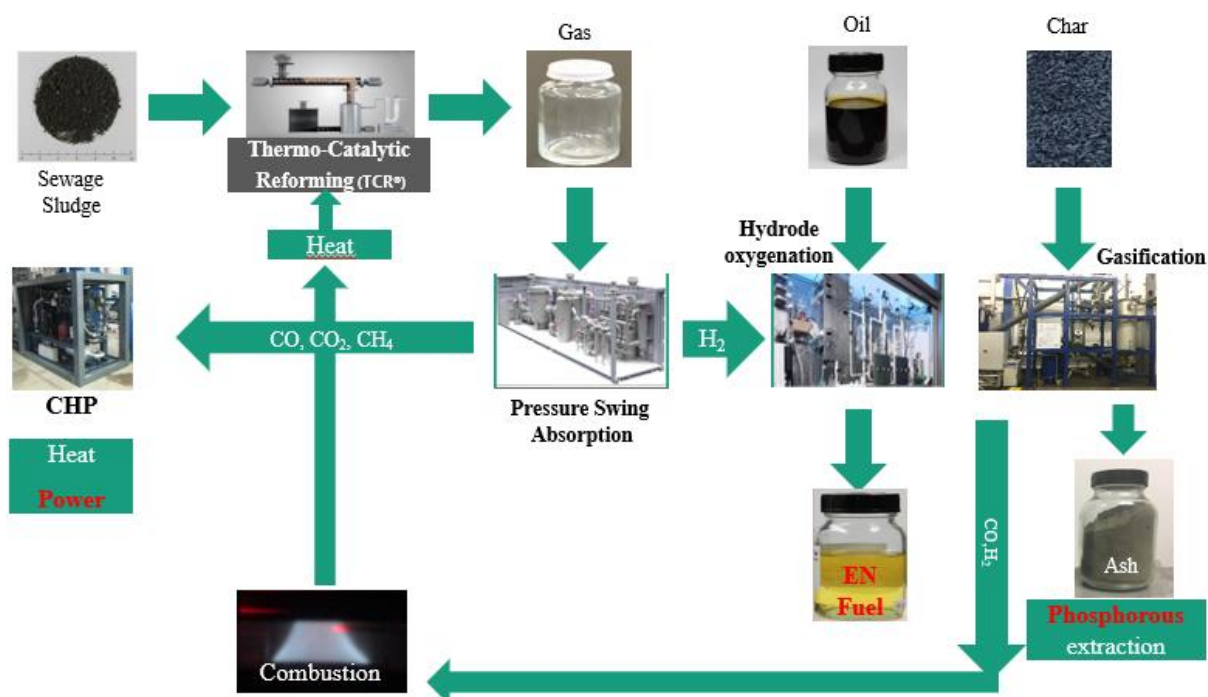 Gas
Oil
Char
Sewage
Sludge
Thermo-Catalytic
Reforming (TCR®)
Heat
Hydrode
oxygenation
Gasification
CO, CO₂, CH₄
H₂
CHP
Pressure Swing
Absorption
Heat
Power
CO,H₂
EN
Fuel
Ash
Phosphorous
extraction
Combustion